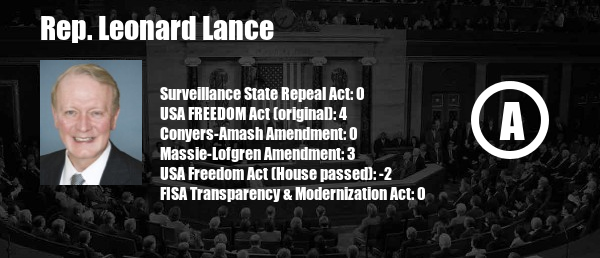 Rep. Leonard Lance
Surveillance State Repeal Act: 0
USA FREEDOM Act (original): 4
Conyers-Amash Amendment: 0
Massie-Lofgren Amendment: 3
USA Freedom Act (House passed): -2
FISA Transparency & Modernization Act: 0
A